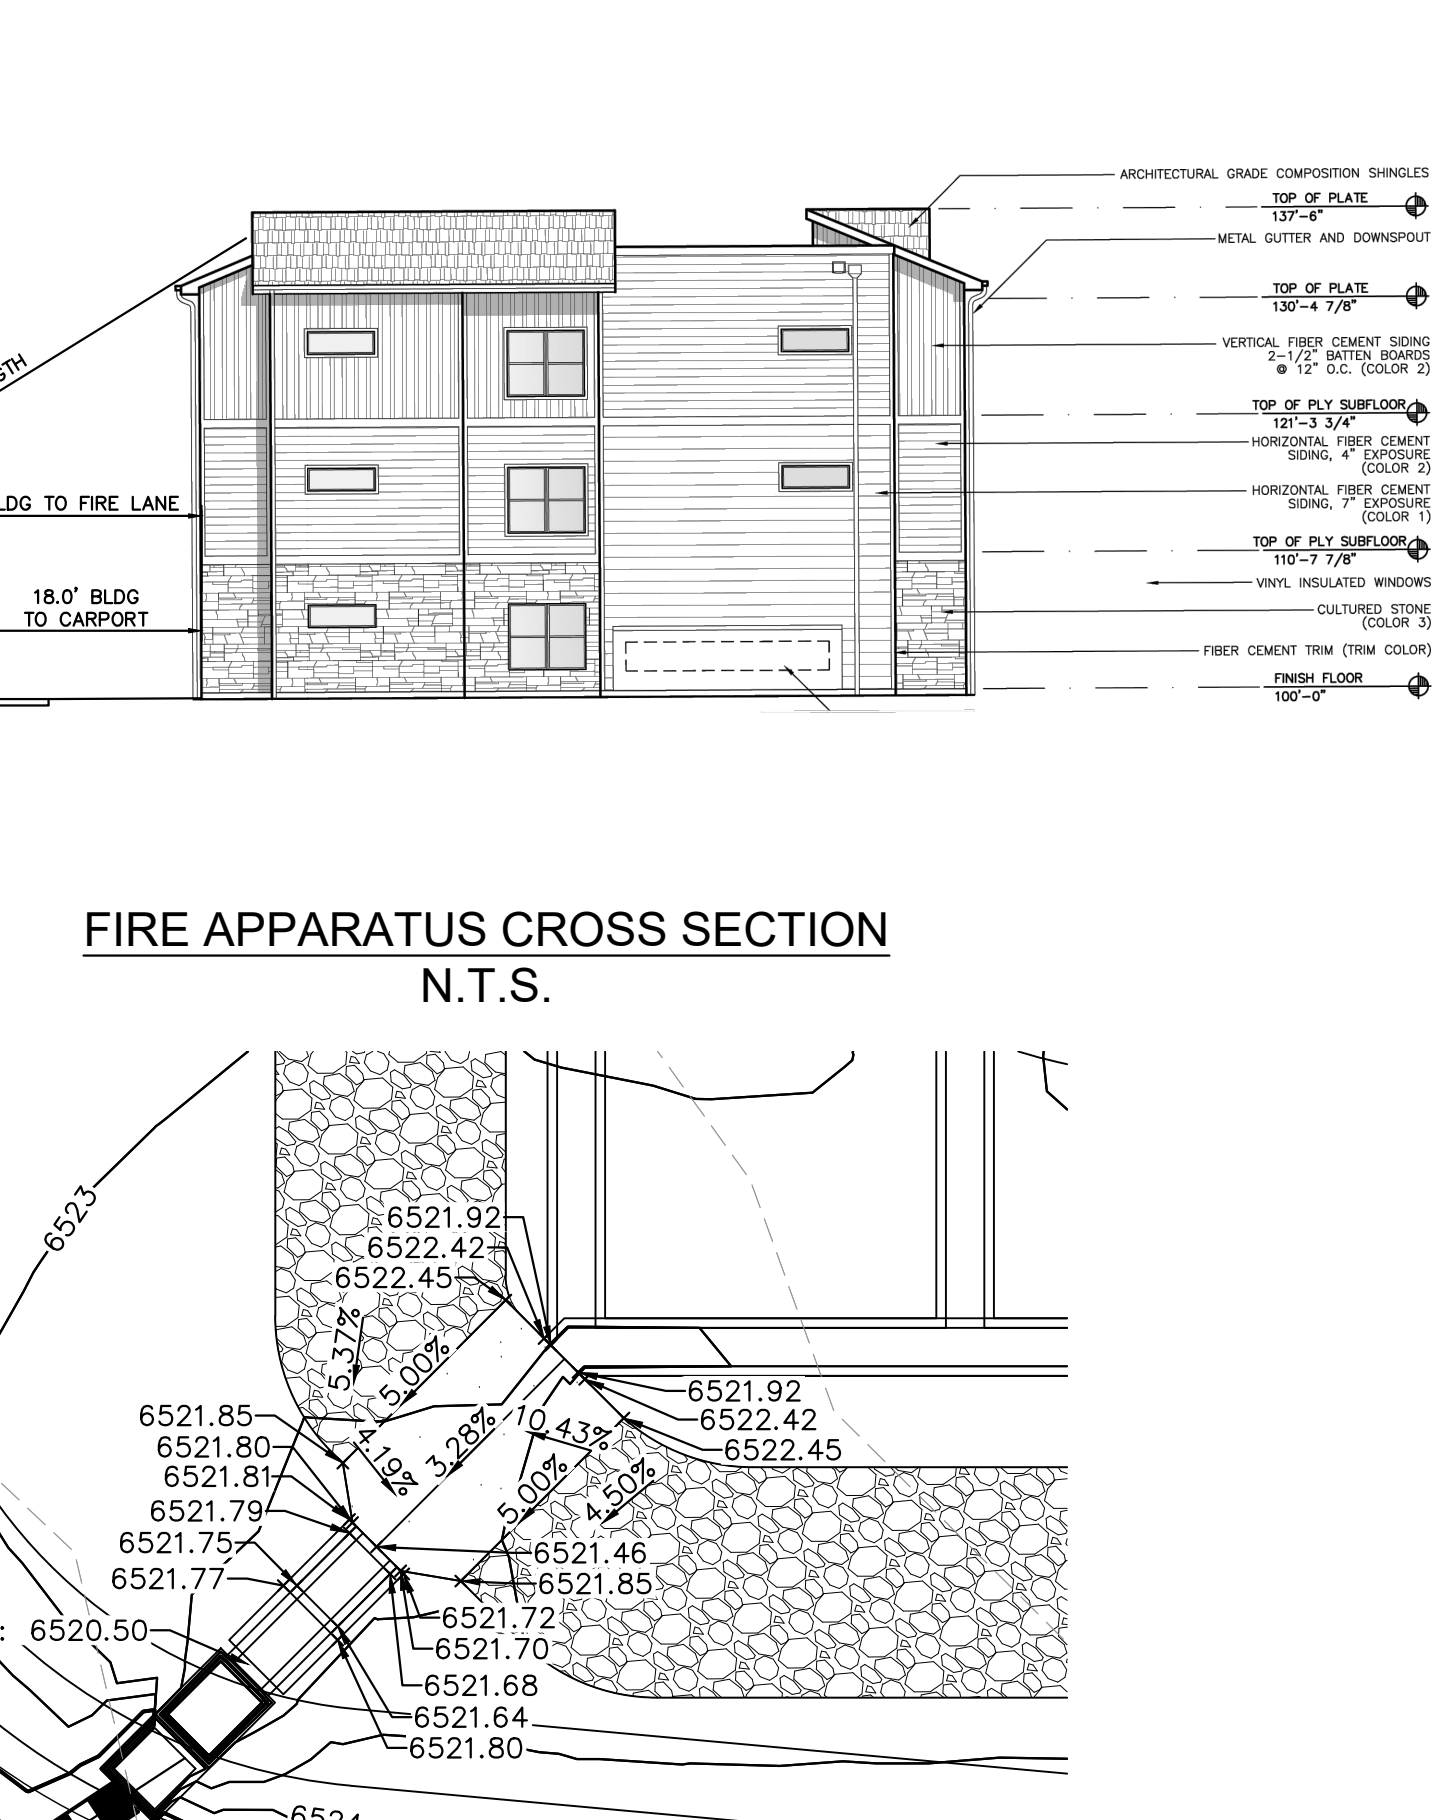 ARCHITECTURAL GRADE COMPOSITION SHINGLES
TOP OF PLATE
137'-6"
METAL GUTTER AND DOWNSPOUT
TOP OF PLATE
130'-4 7/8"
VERTICAL FIBER CEMENT SIDING
2-1/2" BATTEN BOARDS
@ 12" O.C. (COLOR 2)
TOP OF PLY SUBFLOOR
121'-3 3/4"
HORIZONTAL FIBER CEMENT
SIDING, 4" EXPOSURE
(COLOR 2)
HORIZONTAL FIBER CEMENT
SIDING, 7" EXPOSURE
(COLOR 1)
TOP OF PLY SUBFLOOR
110'-7 7/8"
VINYL INSULATED WINDOWS
CULTURED STONE
(COLOR 3)
FIBER CEMENT TRIM (TRIM COLOR)
FINISH FLOOR
100'-0"
GTH
LDG TO FIRE LANE
18.0' BLDG
TO CARPORT
FIRE APPARATUS CROSS SECTION
N.T.S.
6523
6521.92
6522.42
6522.45
5.37%
5.00%
6521.92
6522.42
6522.45
6521.85
6521.80
6521.81
6521.79
6521.75
6521.77
: 6520.50
4.19%
3.28%
10.43%
5.00%
4.50%
6521.46
6521.85
6521.72
6521.70
6521.68
6521.64
6521.80